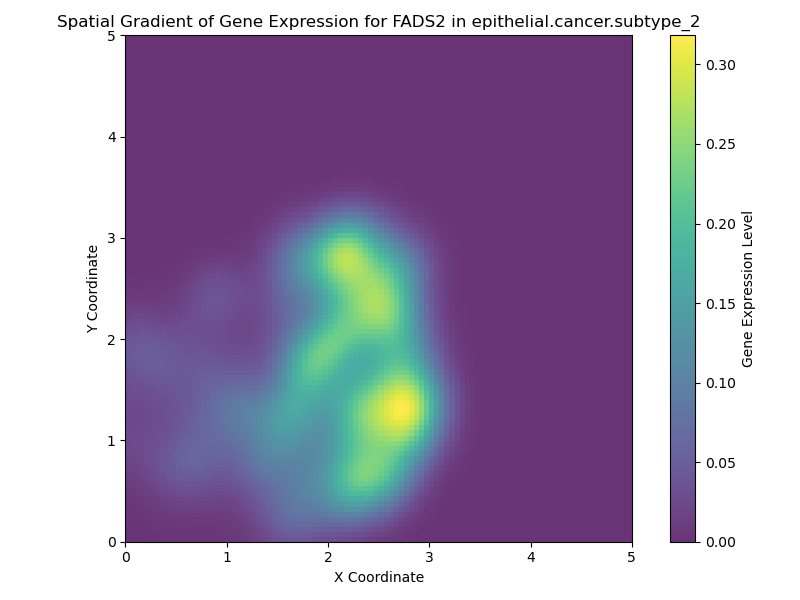 Spatial Gradient of Gene Expression for FADS2 in epithelial.cancer.subtype_2
5
4
3
2
1
0
Y Coordinate
0 1 2 3 4 5
X Coordinate
0.30
0.25
0.20
0.15
0.10
0.05
0.00
Gene Expression Level